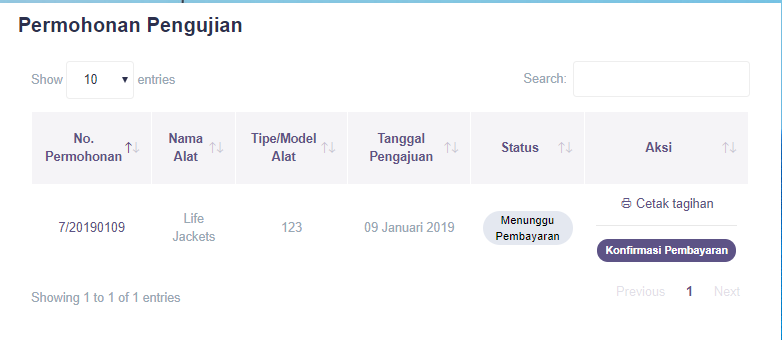 Permohonan Pengujian
Show 10 entries
Search:
No. Permohonan
Nama Alat
Tipe/Model Alat
Tanggal Pengajuan
Status
Aksi
7/20190109
Life Jackets
123
09 Januari 2019
Menunggu Pembayaran
Cetak tagihan
Konfirmasi Pembayaran
Showing 1 to 1 of 1 entries
Previous 1 Next